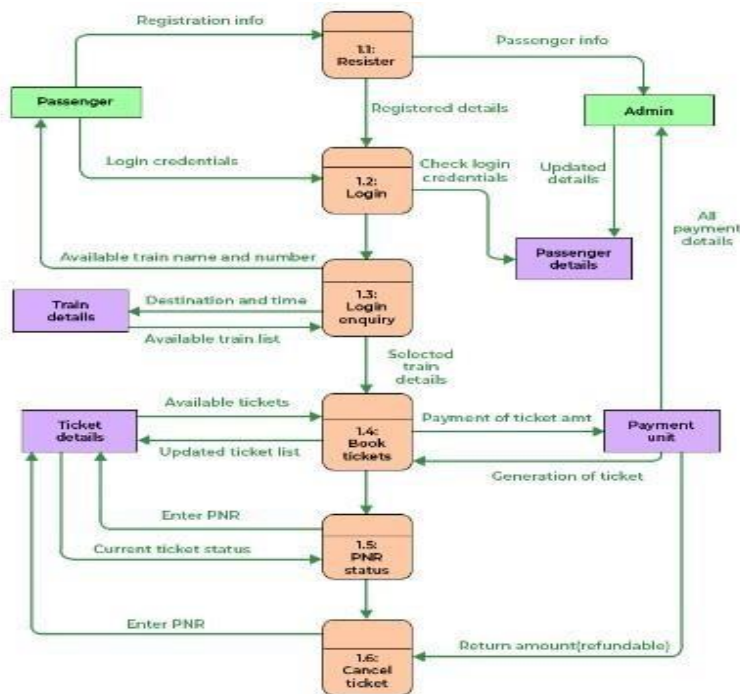 Registration info
1.1:
Resister
Passenger info
Passenger
Admin
Registered details
Login credentials
1.2:
Login
Check login
credentials
Updated
details
All
payment
details
Available train name and number
Passenger
details
Train
details
Destination and time
1.3:
Login
enquiry
Available train list
Selected
train
details
Ticket
details
Available tickets
1.4:
Book
tickets
Payment of ticket amt
Payment
unit
Updated ticket list
Generation of ticket
Enter PNR
1.5:
PNR
status
Current ticket status
Enter PNR
1.6:
Cancel
ticket
Return amount(refundable)